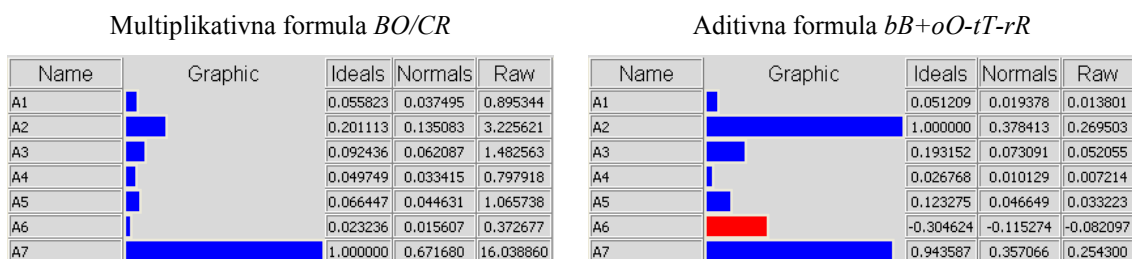 Multiplikativna formula BO/CR
Name Graphic Ideals Normals Raw
A1 0.055823 0.037495 0.895344
A2 0.201113 0.135083 3.225621
A3 0.092436 0.062087 1.482563
A4 0.049749 0.033415 0.797918
A5 0.066447 0.044631 1.065738
A6 0.023236 0.015607 0.372677
A7 1.000000 0.671680 16.038860
Aditivna formula bB+oO-tT-rR
Name Graphic Ideals Normals Raw
A1 0.051209 0.019378 0.013801
A2 1.000000 0.378413 0.269503
A3 0.193152 0.073091 0.052055
A4 0.026768 0.010129 0.007214
A5 0.123275 0.046649 0.033223
A6 -0.304624 -0.115274 -0.082097
A7 0.943587 0.357066 0.254300